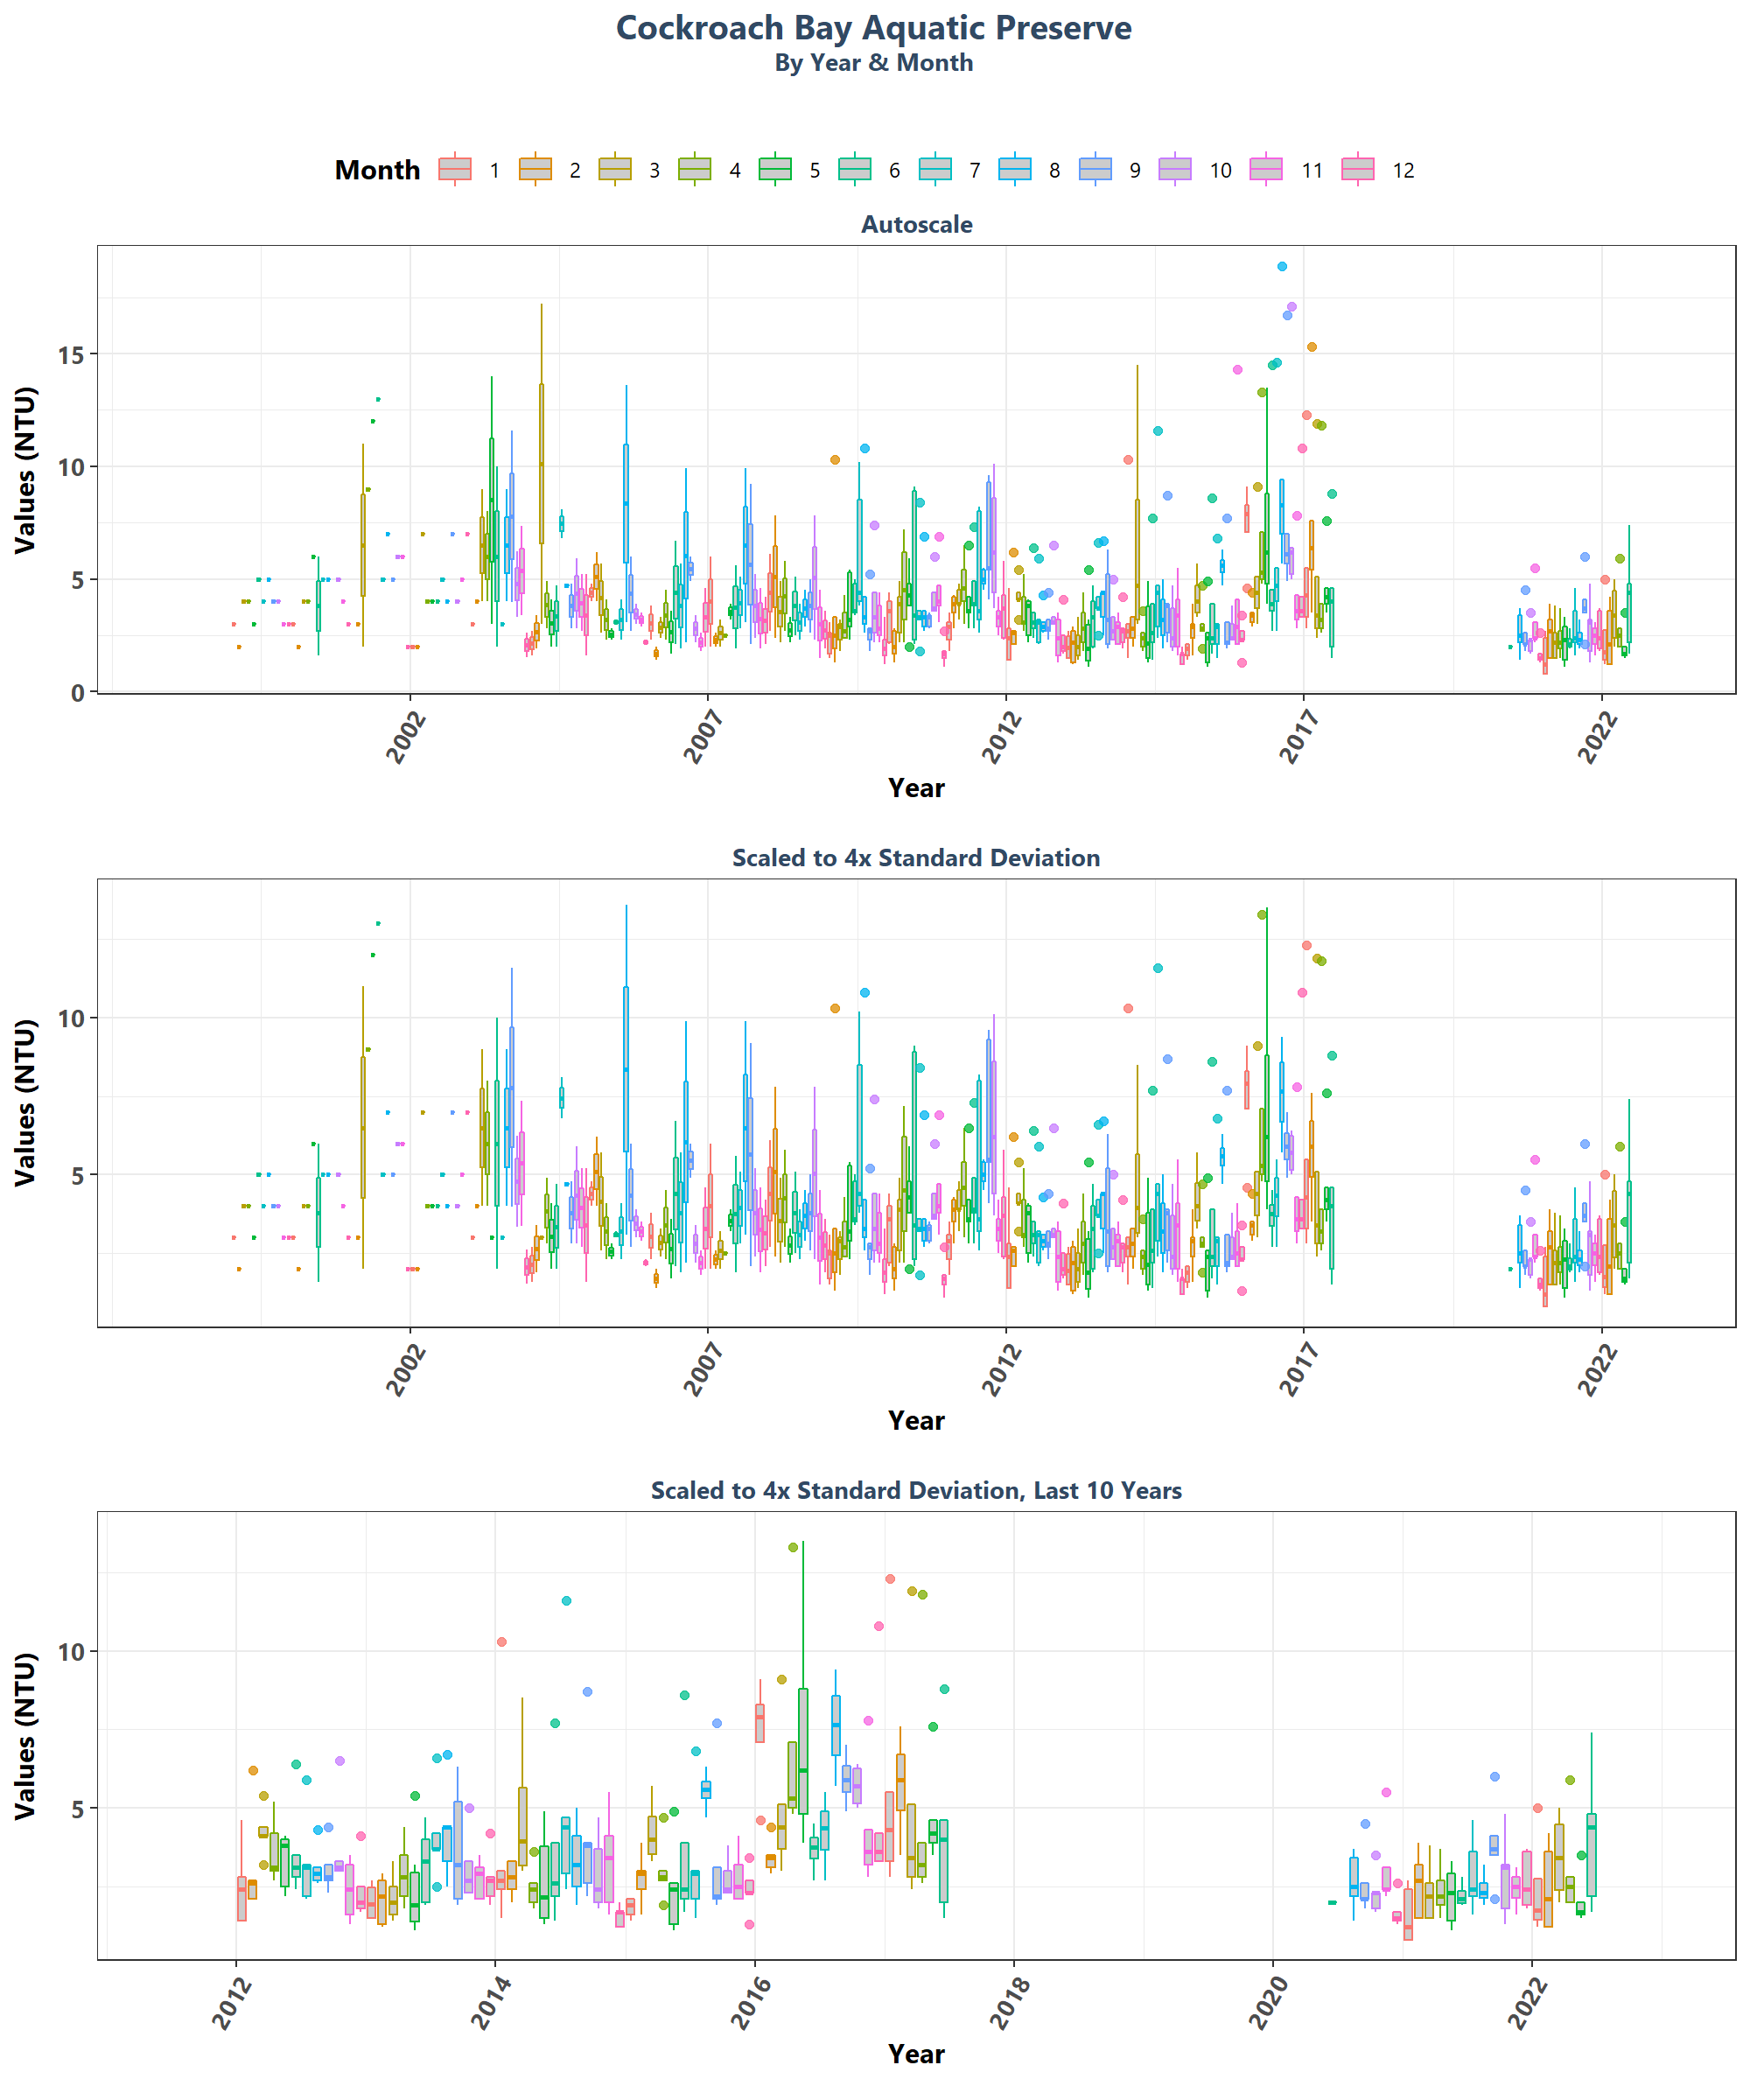 Cockroach Bay Aquatic Preserve
By Year & Month
Month 1 2 3 4 5 6 7 8 9 10 11 12
Autoscale
Values (NTU)
15
10
5
0
2002 2007 2012 2017 2022
Year
Scaled to 4x Standard Deviation
Values (NTU)
10
5
2002 2007 2012 2017 2022
Year
Scaled to 4x Standard Deviation, Last 10 Years
Values (NTU)
10
5
2012 2014 2016 2018 2020 2022
Year